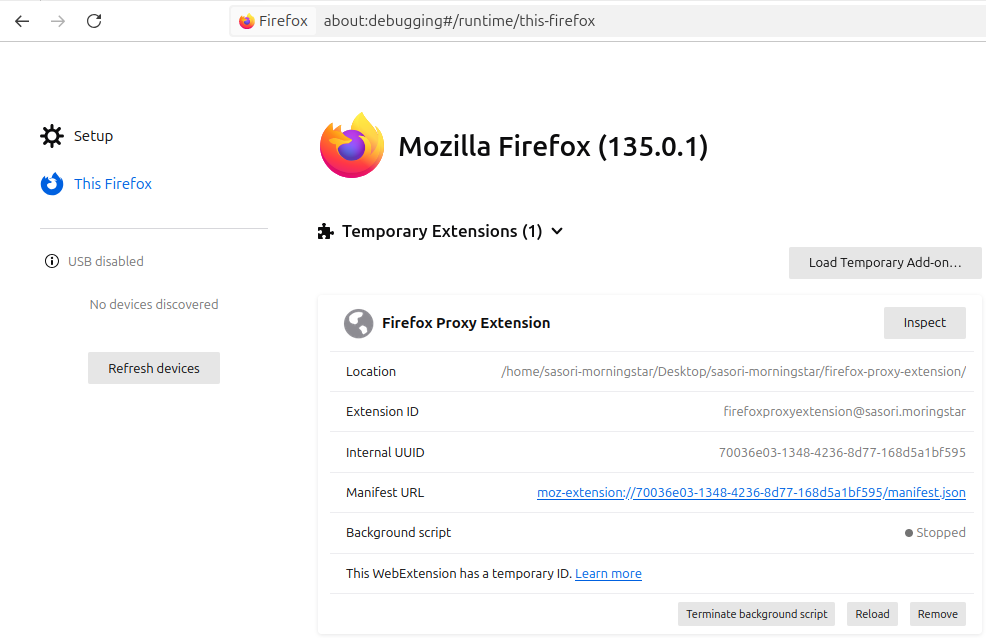 Firefox about:debugging#/runtime/this-firefox
Setup
This Firefox
USB disabled
No devices discovered
Refresh devices
Mozilla Firefox (135.0.1)
Temporary Extensions (1)
Load Temporary Add-on…
Firefox Proxy Extension
Inspect
Location /home/sasori-morningstar/Desktop/sasori-morningstar/firefox-proxy-extension/
Extension ID firefoxproxyextension@sasori.moringstar
Internal UUID 70036e03-1348-4236-8d77-168d5a1bf595
Manifest URL moz-extension://70036e03-1348-4236-8d77-168d5a1bf595/manifest.json
Background script Stopped
This WebExtension has a temporary ID. Learn more
Terminate background script Reload Remove